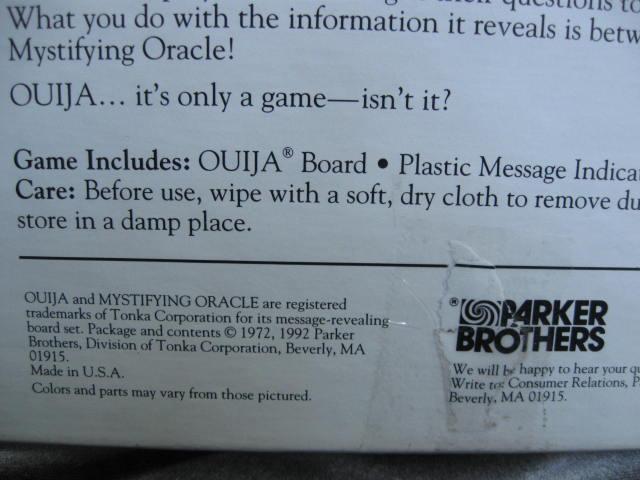 their questions to
What you do with the information it reveals is betw
Mystifying Oracle!
OUIJA... it's only a game—isn't it?
Game Includes: OUIJA® Board • Plastic Message Indica
Care: Before use, wipe with a soft, dry cloth to remove du
store in a damp place.
OUIJA and MYSTIFYING ORACLE are registered
trademarks of Tonka Corporation for its message-revealing
board set. Package and contents © 1972, 1992 Parker
Brothers, Division of Tonka Corporation, Beverly, MA
01915.
Made in U.S.A.
Colors and parts may vary from those pictured.
® PARKER
BROTHERS
We will be happy to hear your qu
Write to: Consumer Relations, P
Beverly, MA 01915.